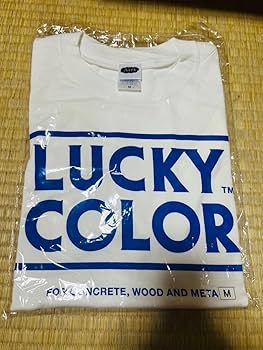 M
LUCKY
COLOR™
FOR CONCRETE, WOOD AND META
M